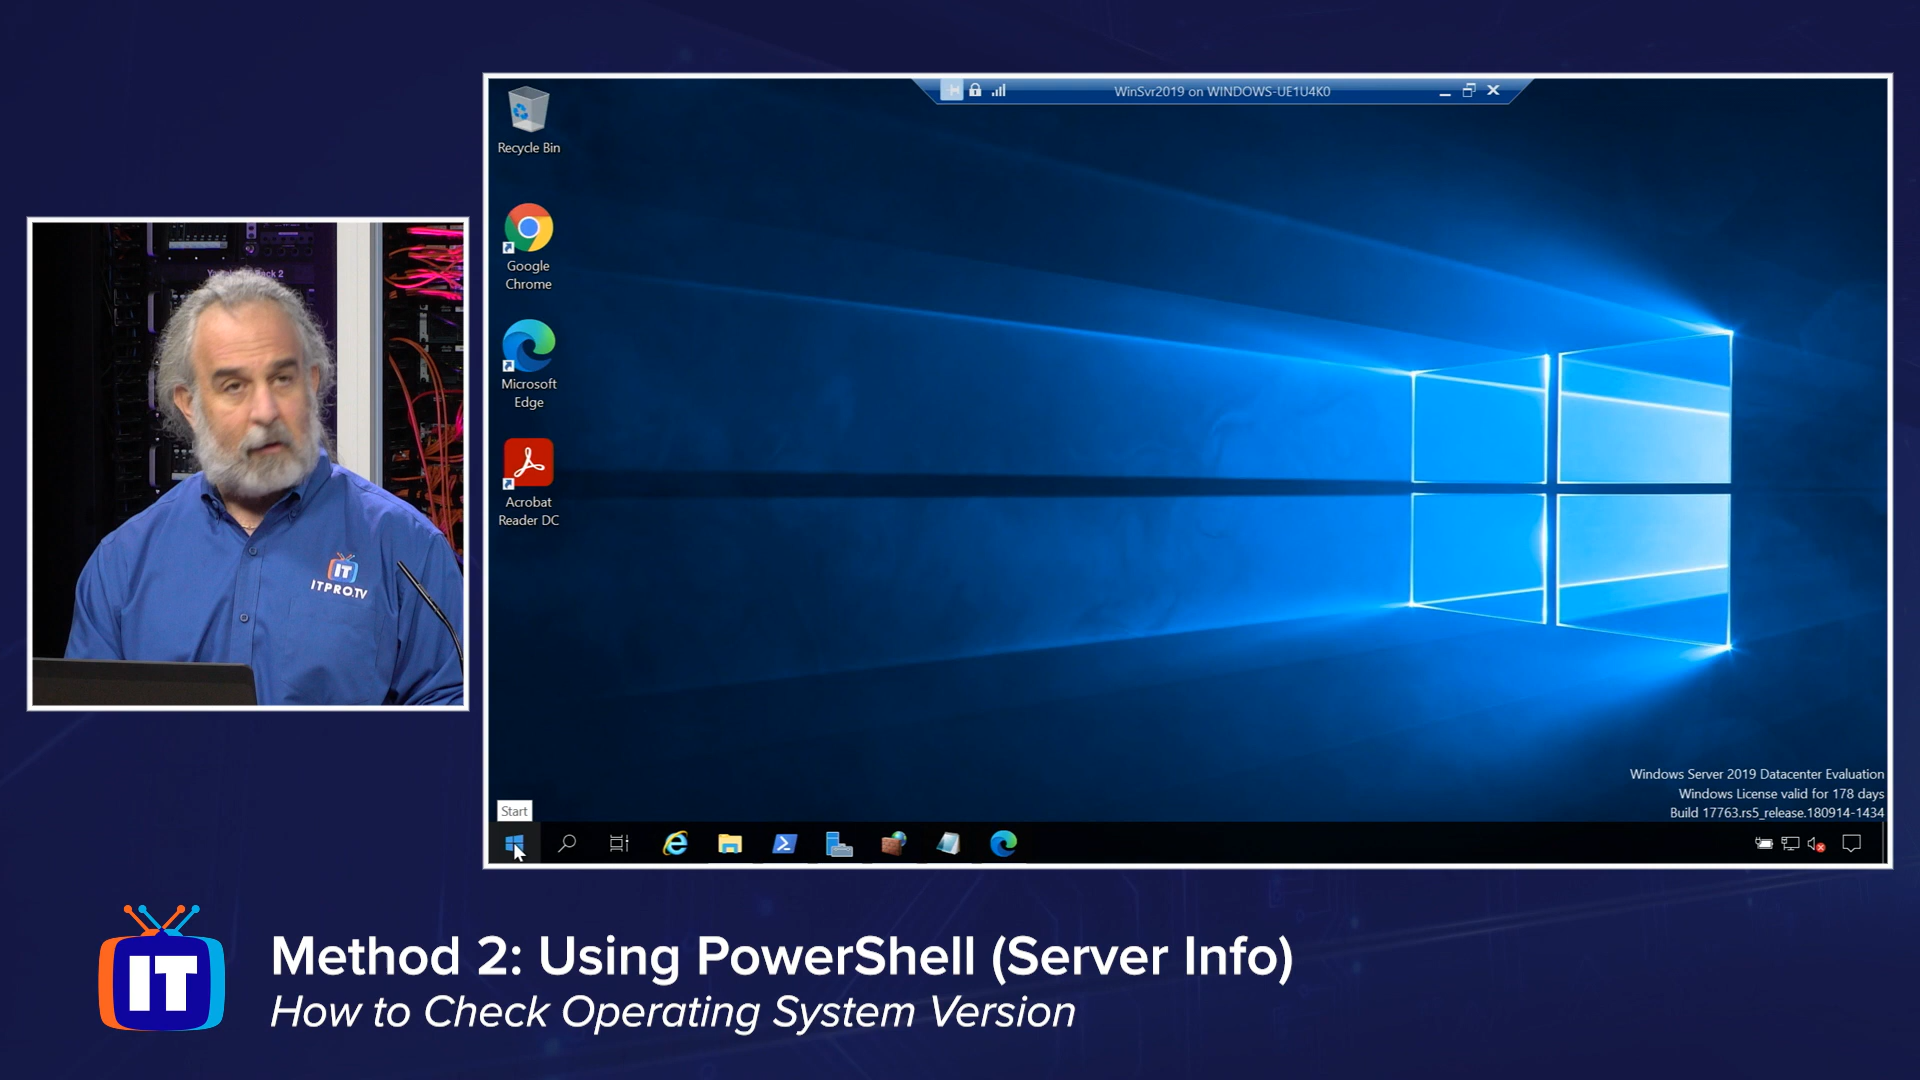 WinSvr2019 on WINDOWS-UE1U4K0
Recycle Bin
Google
Chrome
Microsoft
Edge
Acrobat
Reader DC
IT
ITPRO.TV
Windows Server 2019 Datacenter Evaluation
Windows License valid for 178 days
Build 17763.rs5_release.180914-1434
Start
IT
Method 2: Using PowerShell (Server Info)
How to Check Operating System Version